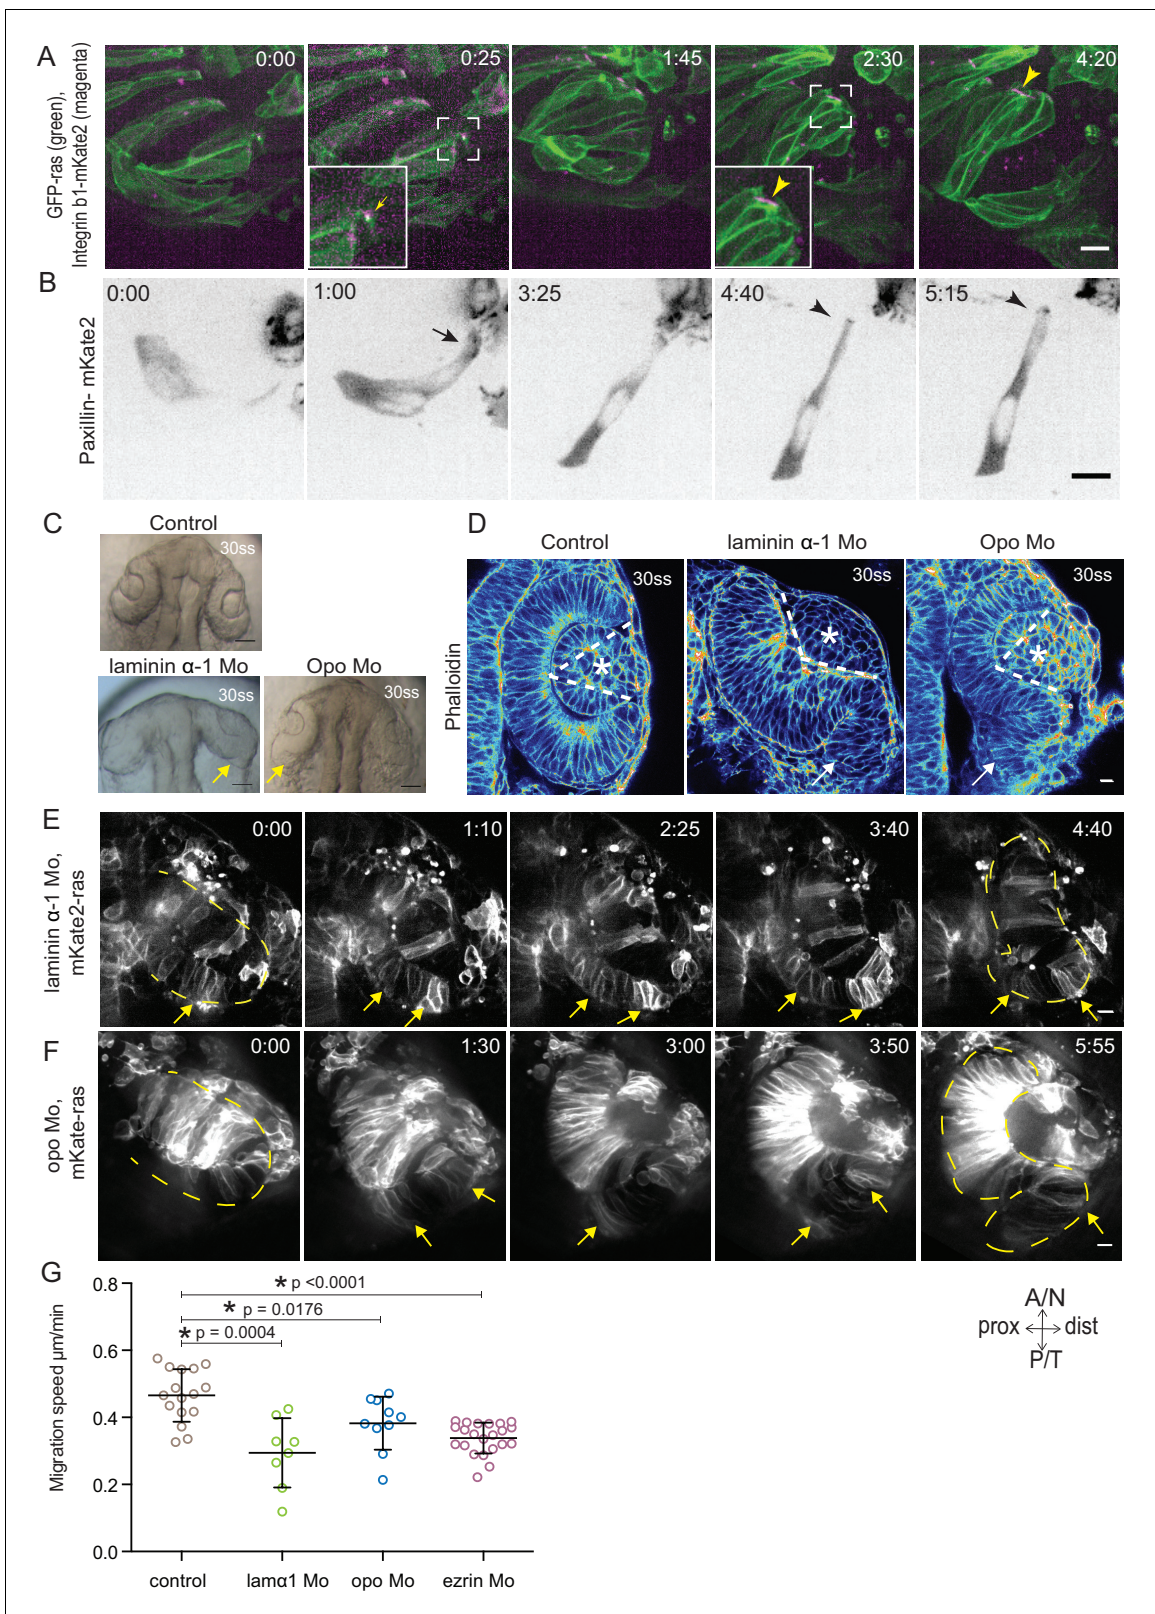 A
GFP-ras (green),
Integrin b1-mKate2 (magenta)
0:00
0:25
1:45
2:30
4:20
B
Paxillin- mKate2
0:00
1:00
3:25
4:40
5:15
C
Control
30ss
laminin α-1 Mo
30ss
Opo Mo
30ss
D
Phalloidin
Control
laminin α-1 Mo
Opo Mo
30ss
30ss
30ss
*
*
*
E
laminin α-1 Mo,
mKate2-ras
0:00
1:10
2:25
3:40
4:40
F
opo Mo,
mKate-ras
0:00
1:30
3:00
3:50
5:55
G
Migration speed µm/min
0.8
0.6
0.4
0.2
0.0
* p <0.0001
* p = 0.0176
* p = 0.0004
control
lamα1 Mo
opo Mo
ezrin Mo
A/N
prox
dist
P/T